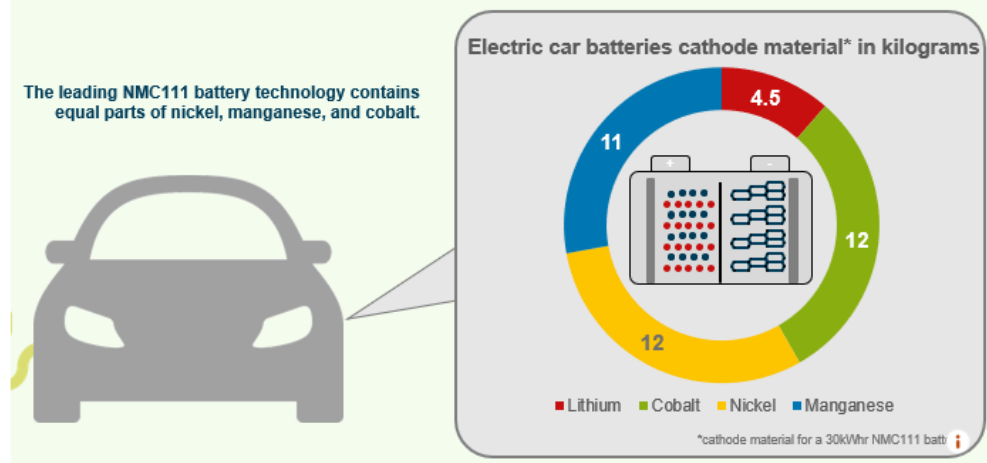 Electric car batteries cathode material* in kilograms
The leading NMC111 battery technology contains
equal parts of nickel, manganese, and cobalt.
4.5
11
12
12
+
-
Lithium Cobalt Nickel Manganese
*cathode material for a 30kWhr NMC111
i